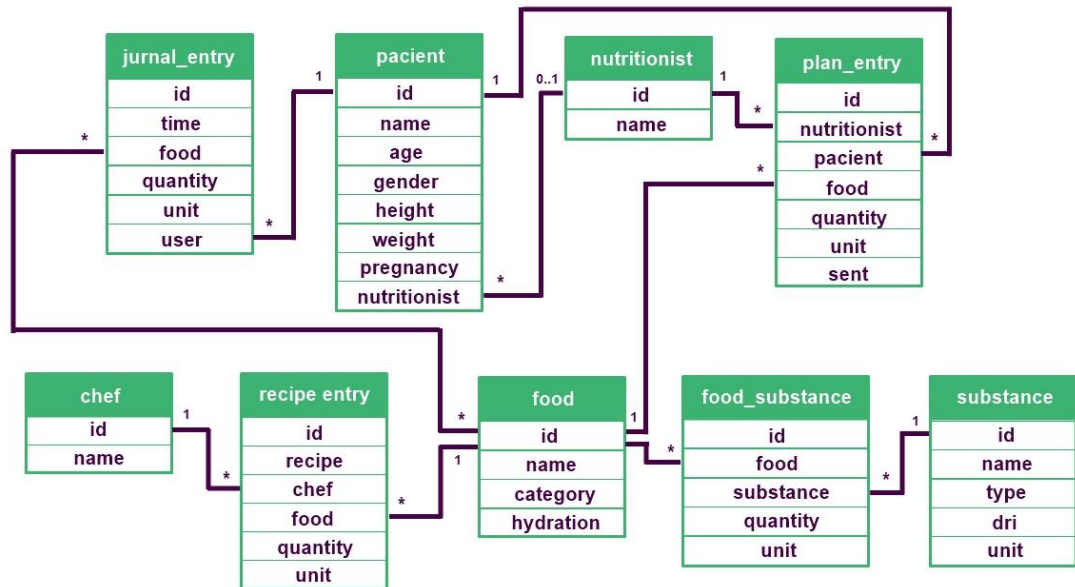 jurnal_entry
id
time
food
quantity
unit
user
*
*
pacient
id
name
age
gender
height
weight
pregnancy
nutritionist
1
1
*
nutritionist
id
name
0..1
1
plan_entry
id
nutritionist
pacient
food
quantity
unit
sent
*
*
*
chef
id
name
1
recipe entry
id
recipe
chef
food
quantity
unit
*
*
food
id
name
category
hydration
*
1
1
food_substance
id
food
substance
quantity
unit
*
*
substance
id
name
type
dri
unit
1